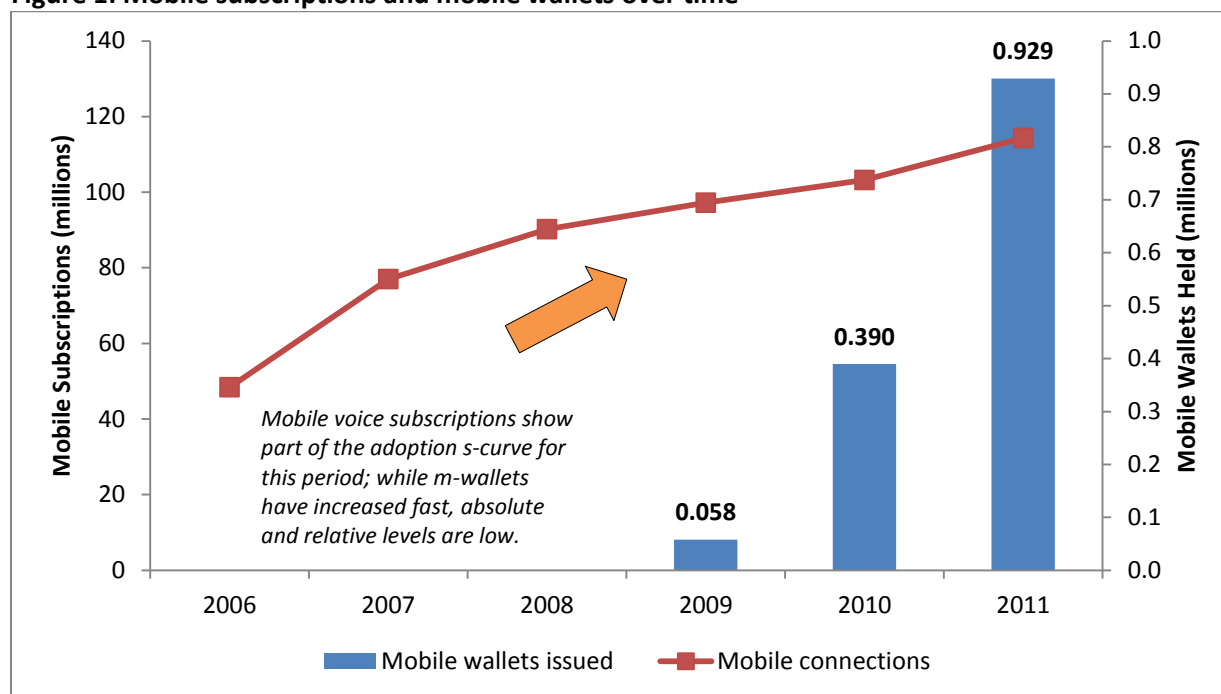 Figure 1: Mobile subscriptions and mobile wallets over time
140
120
100
80
60
40
20
0
Mobile Subscriptions (millions)
1.0
0.9
0.8
0.7
0.6
0.5
0.4
0.3
0.2
0.1
0.0
Mobile Wallets Held (millions)
0.929
0.390
0.058
Mobile voice subscriptions show
part of the adoption s-curve for
this period; while m-wallets
have increased fast, absolute
and relative levels are low.
2006 2007 2008 2009 2010 2011
Mobile wallets issued Mobile connections